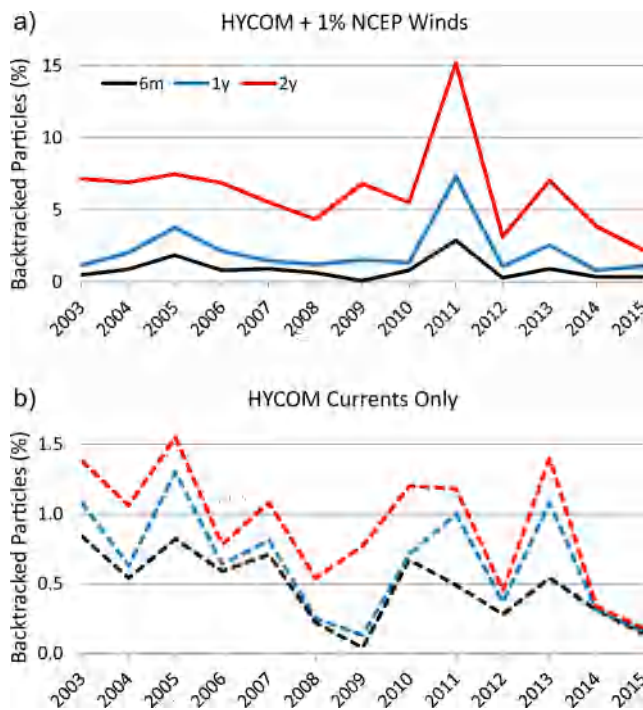 a)
HYCOM + 1% NCEP Winds
Backtracked Particles (%)
15
10
5
0
6m 1y 2y
2003 2004 2005 2006 2007 2008 2009 2010 2011 2012 2013 2014 2015
b)
HYCOM Currents Only
Backtracked Particles (%)
1.5
1.0
0.5
0.0
2003 2004 2005 2006 2007 2008 2009 2010 2011 2012 2013 2014 2015